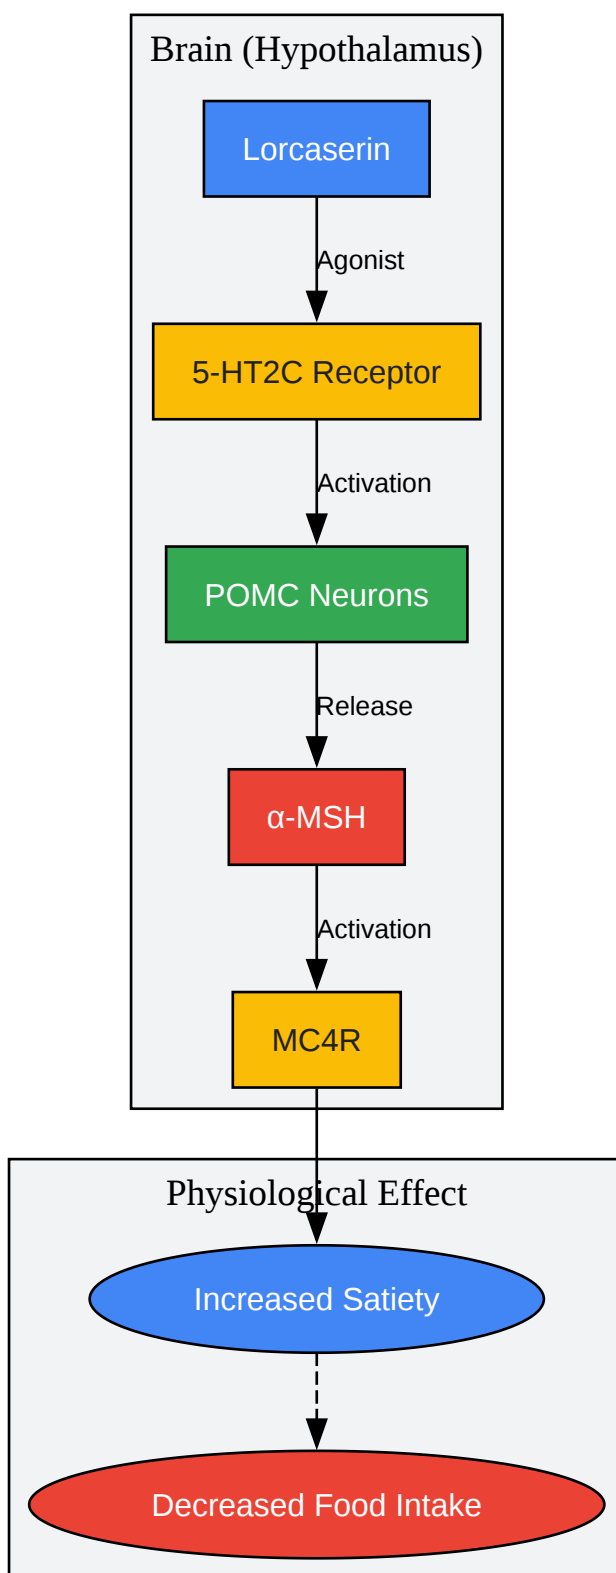 Brain (Hypothalamus)
Lorcaserin
Agonist
5-HT2C Receptor
Activation
POMC Neurons
Release
α-MSH
Activation
MC4R
Physiological Effect
Increased Satiety
Decreased Food Intake